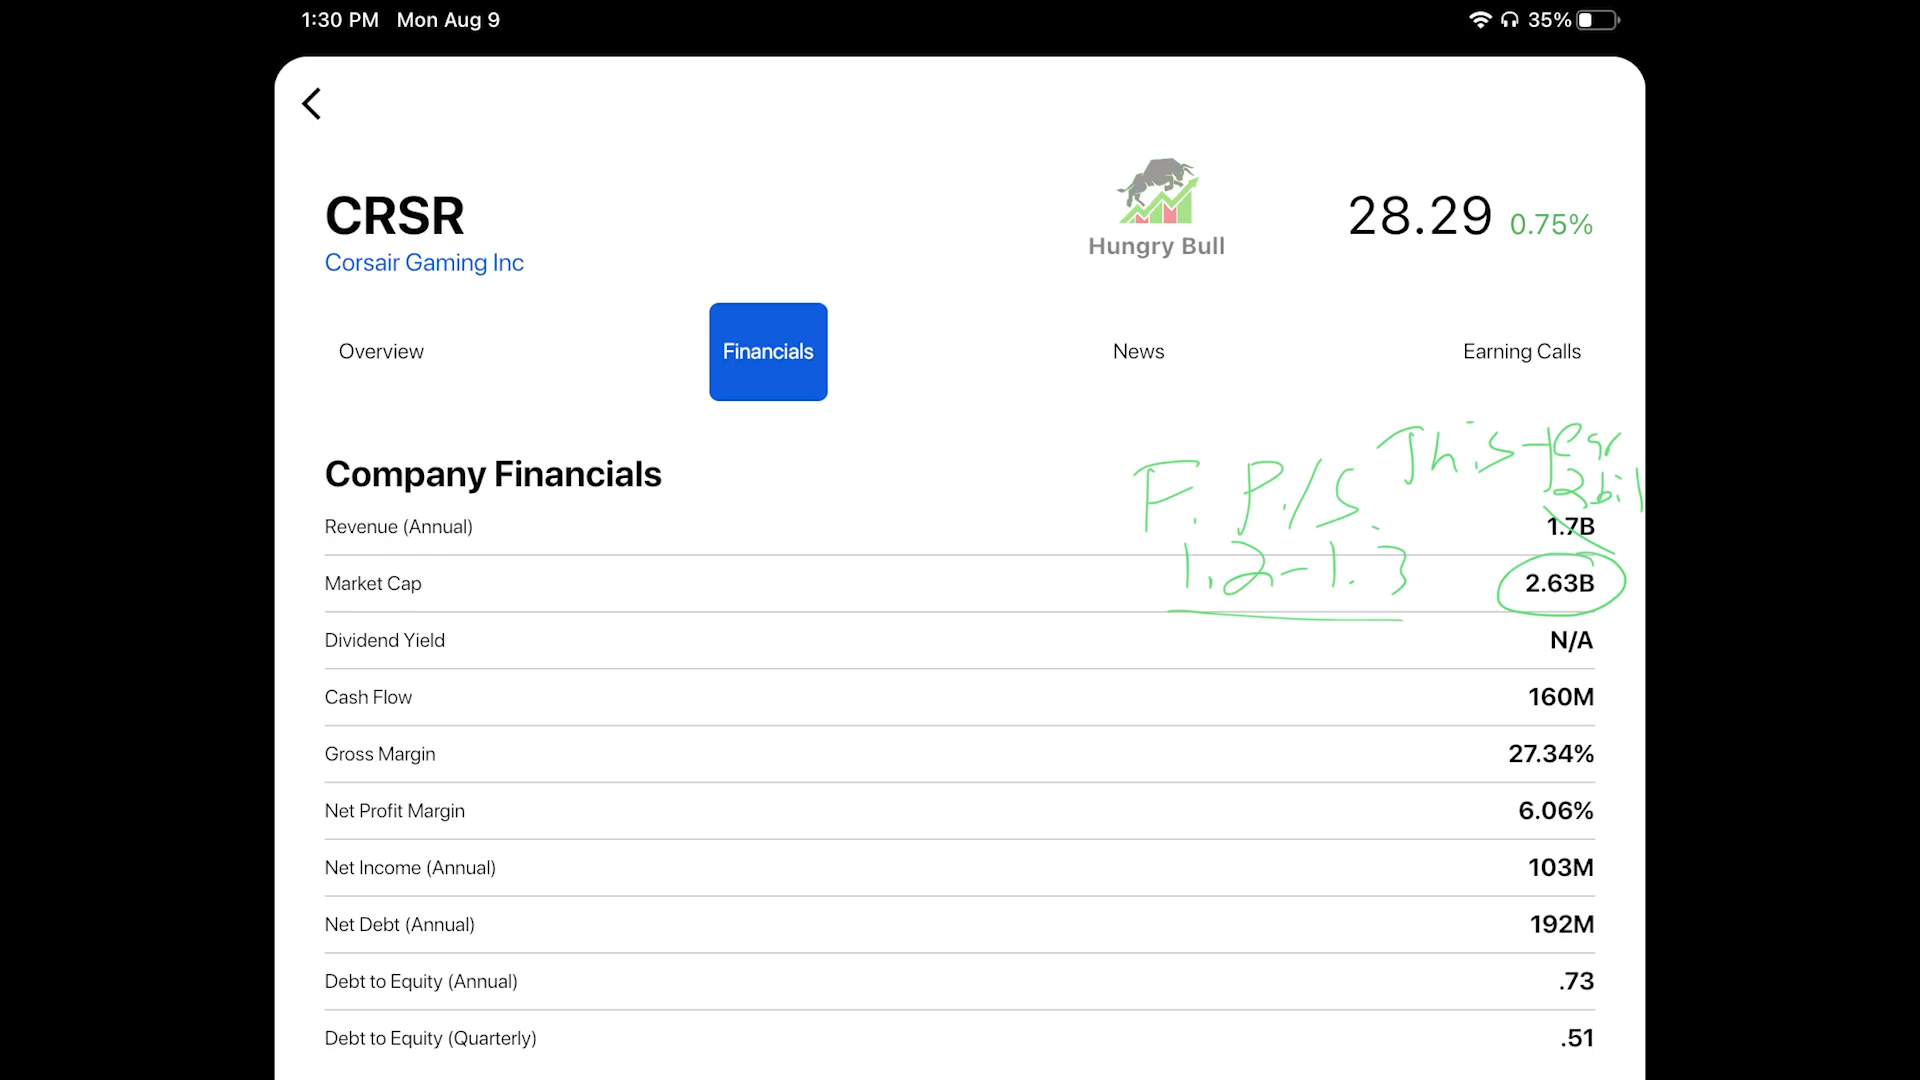 1:30 PM Mon Aug 9 35%
CRSR
Corsair Gaming Inc
Hungry Bull
28.29 0.75%
Overview Financials News Earning Calls
Company Financials
This year
2bil
F. P./S.
1.2-1.3
Revenue (Annual) 1.7B
Market Cap 2.63B
Dividend Yield N/A
Cash Flow 160M
Gross Margin 27.34%
Net Profit Margin 6.06%
Net Income (Annual) 103M
Net Debt (Annual) 192M
Debt to Equity (Annual) .73
Debt to Equity (Quarterly) .51